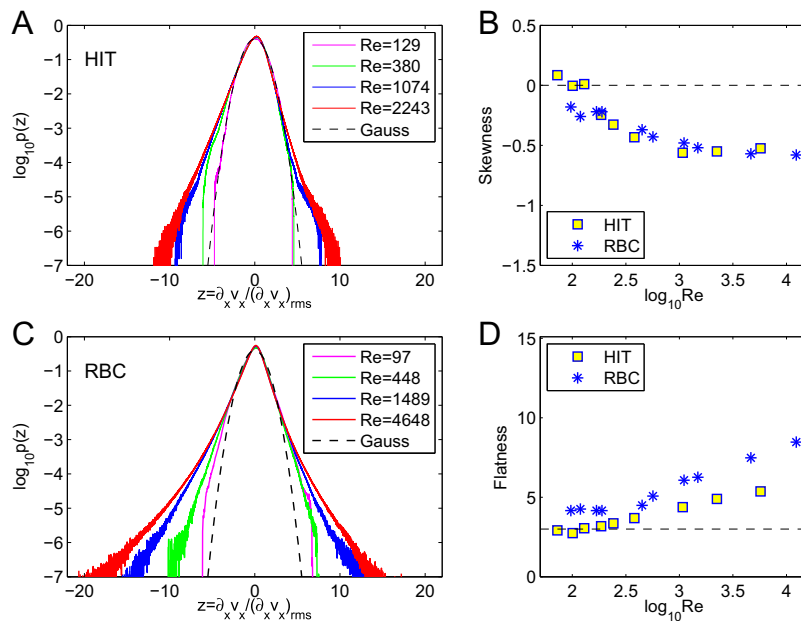 A
HIT
Re=129
Re=380
Re=1074
Re=2243
Gauss
log₁₀p(z)
0
−1
−2
−3
−4
−5
−6
−7
−20 −10 0 10 20
z=∂ₓvₓ/(∂ₓvₓ)rms
B
Skewness
0.5
0
−0.5
−1
−1.5
HIT
RBC
2 2.5 3 3.5 4
log₁₀Re
C
RBC
Re=97
Re=448
Re=1489
Re=4648
Gauss
log₁₀p(z)
0
−1
−2
−3
−4
−5
−6
−7
−20 −10 0 10 20
z=∂ₓvₓ/(∂ₓvₓ)rms
D
HIT
RBC
Flatness
15
10
5
0
2 2.5 3 3.5 4
log₁₀Re